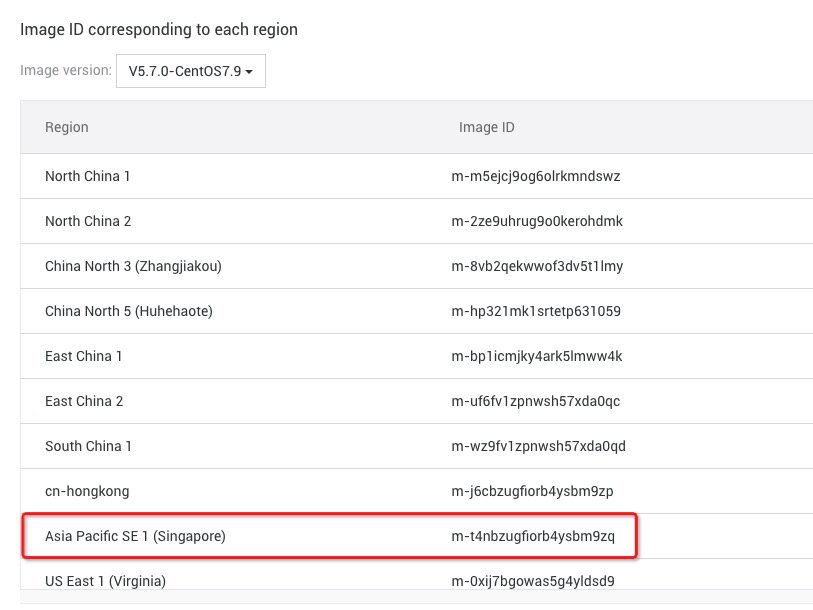 Image ID corresponding to each region
Image version: V5.7.0-CentOS7.9
Region Image ID
North China 1 m-m5ejcj9og6olrkmndswz
North China 2 m-2ze9uhrug9o0kerohdmk
China North 3 (Zhangjiakou) m-8vb2qekwwof3dv5t1lmy
China North 5 (Huhehaote) m-hp321mk1srtetp631059
East China 1 m-bp1icmjky4ark5lmww4k
East China 2 m-uf6fv1zpnwsh57xda0qc
South China 1 m-wz9fv1zpnwsh57xda0qd
cn-hongkong m-j6cbzugfiorb4ysbm9zp
Asia Pacific SE 1 (Singapore) m-t4nbzugfiorb4ysbm9zq
US East 1 (Virginia) m-0xij7bgowas5g4yldsd9